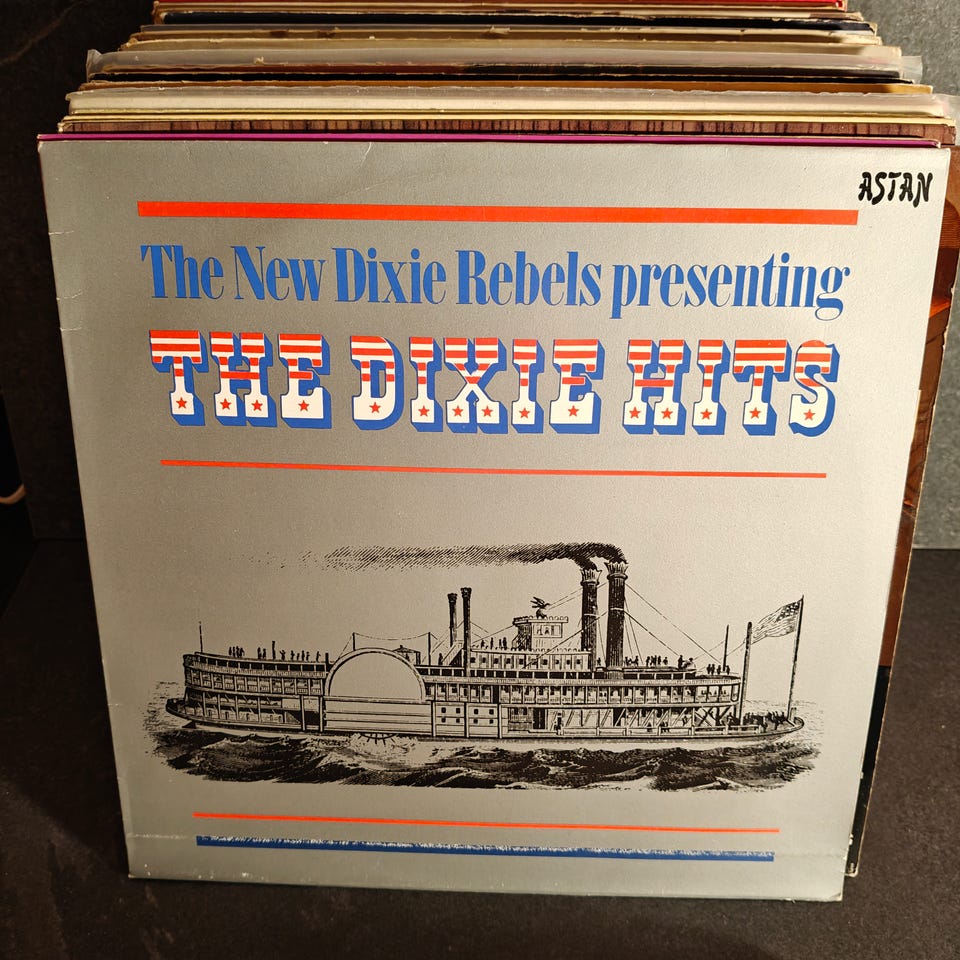 ASTAN
The New Dixie Rebels presenting
THE DIXIE HITS